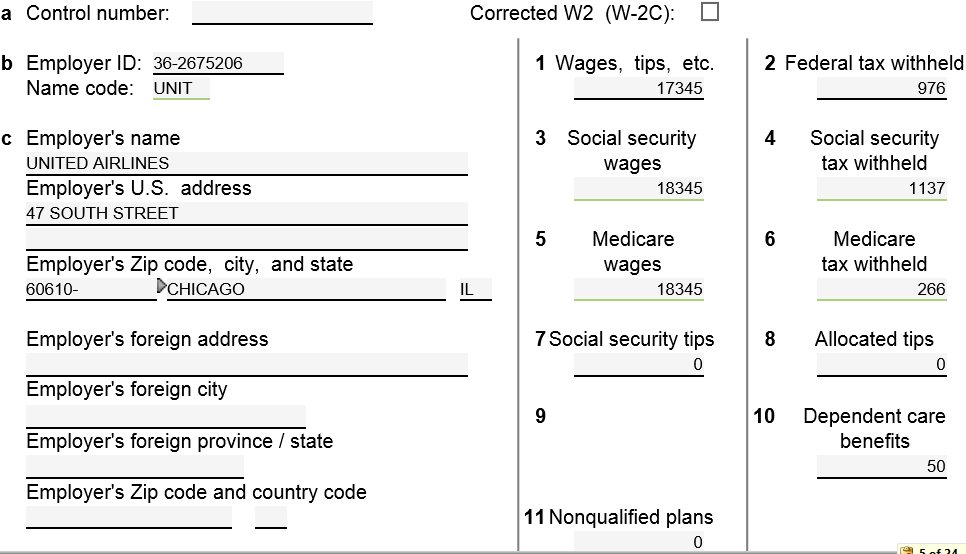 a Control number:
Corrected W2 (W-2C):
b Employer ID: 36-2675206
Name code: UNIT
c Employer's name
UNITED AIRLINES
Employer's U.S. address
47 SOUTH STREET
Employer's Zip code, city, and state
60610- CHICAGO IL
Employer's foreign address
Employer's foreign city
Employer's foreign province / state
Employer's Zip code and country code
1 Wages, tips, etc.
17345
2 Federal tax withheld
976
3 Social security
wages
18345
4 Social security
tax withheld
1137
5 Medicare
wages
18345
6 Medicare
tax withheld
266
7 Social security tips
0
8 Allocated tips
0
9
10 Dependent care
benefits
50
11 Nonqualified plans
0
5 of 24